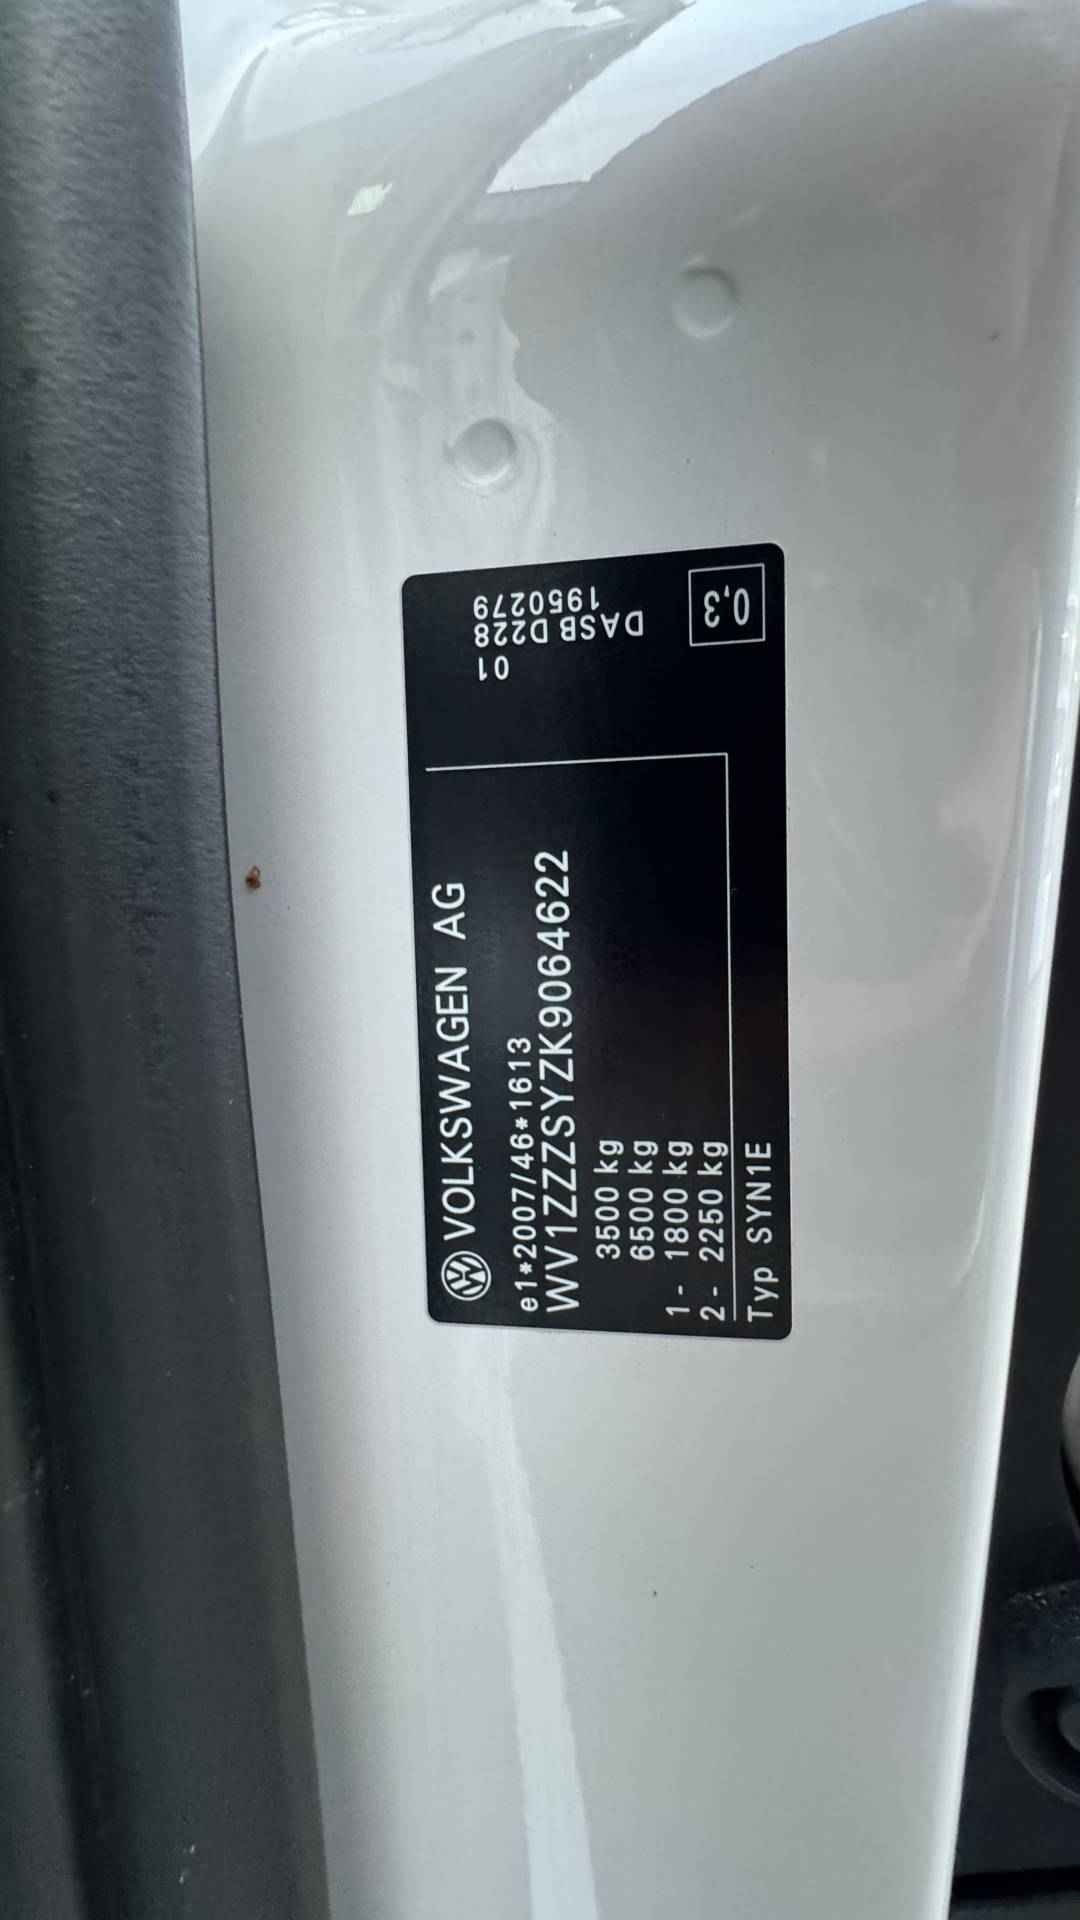 VOLKSWAGEN AG
e1*2007/46*1613
WV1ZZZSYZK9064622
3500 kg
6500 kg
1- 1800 kg
2- 2250 kg
Typ SYN1E
01
DASB D228
1950279
0,3